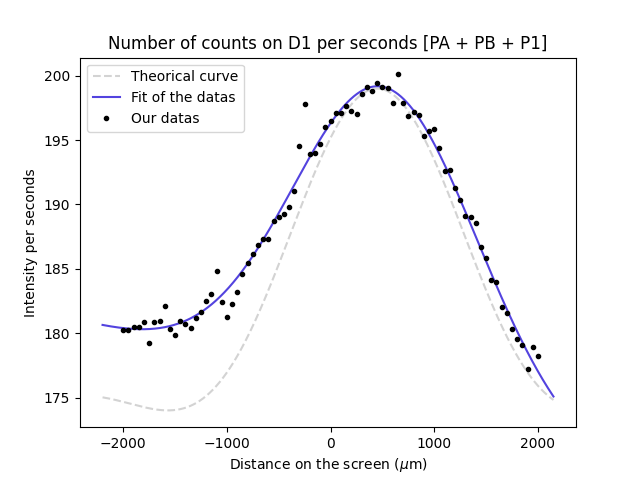 Number of counts on D1 per seconds [PA + PB + P1]
Theorical curve
Fit of the datas
Our datas
200
195
190
185
180
175
Intensity per seconds
−2000 −1000 0 1000 2000
Distance on the screen (μm)